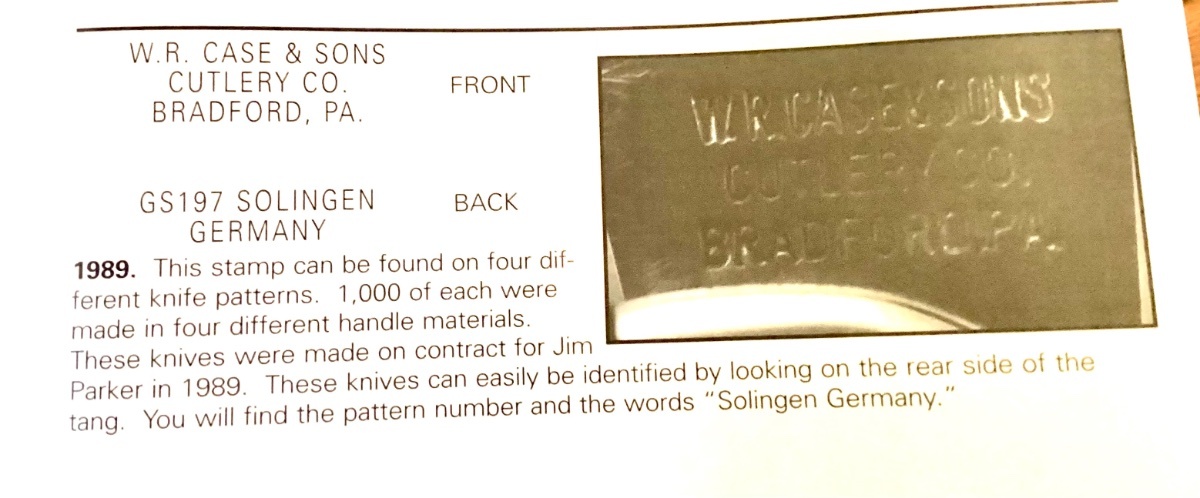 W.R. CASE & SONS
CUTLERY CO.
BRADFORD, PA.
FRONT
W.R.CASE&SONS
CUTLERY CO.
BRADFORD,PA.
GS197 SOLINGEN
GERMANY
BACK
1989. This stamp can be found on four dif-
ferent knife patterns. 1,000 of each were
made in four different handle materials.
These knives were made on contract for Jim
Parker in 1989. These knives can easily be identified by looking on the rear side of the
tang. You will find the pattern number and the words “Solingen Germany.”